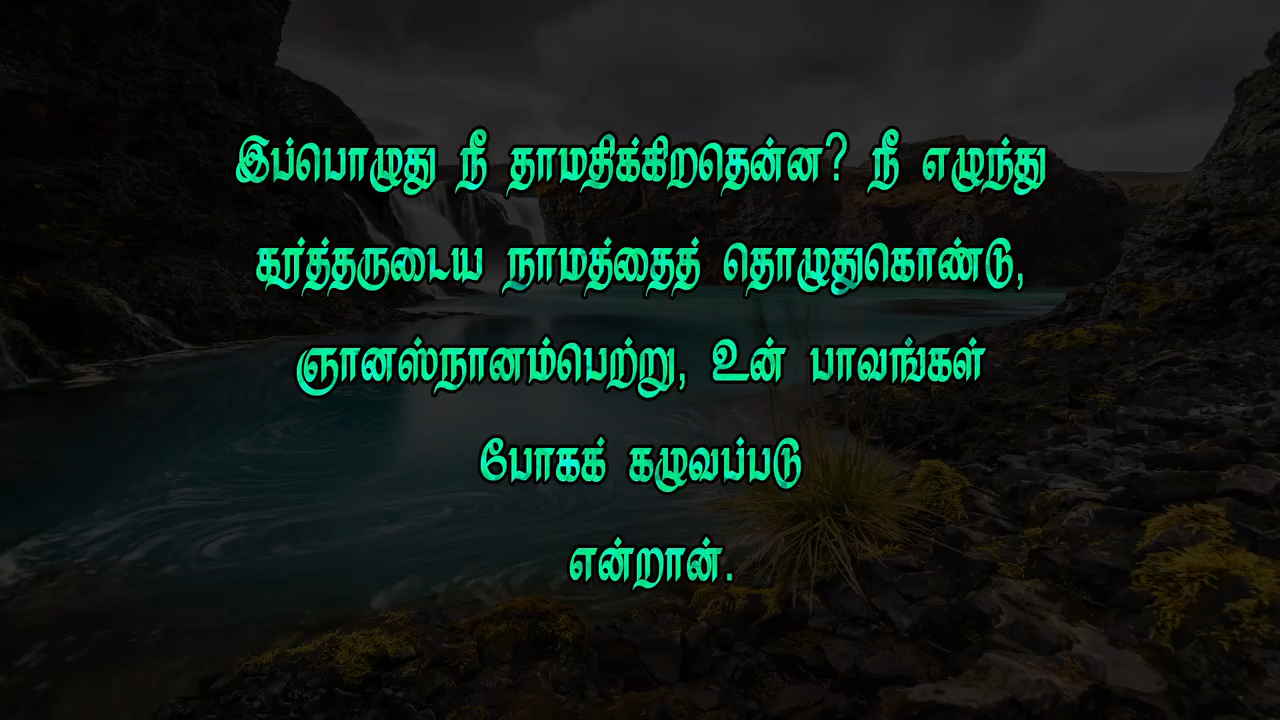 இப்பொழுது நீ தாமதிக்கிறதென்ன? நீ எழுந்து
கர்த்தருடைய நாமத்தைத் தொழுதுகொண்டு,
ஞானஸ்நானம்பெற்று, உன் பாவங்கள்
போகக் கழுவப்படு
என்றான்.